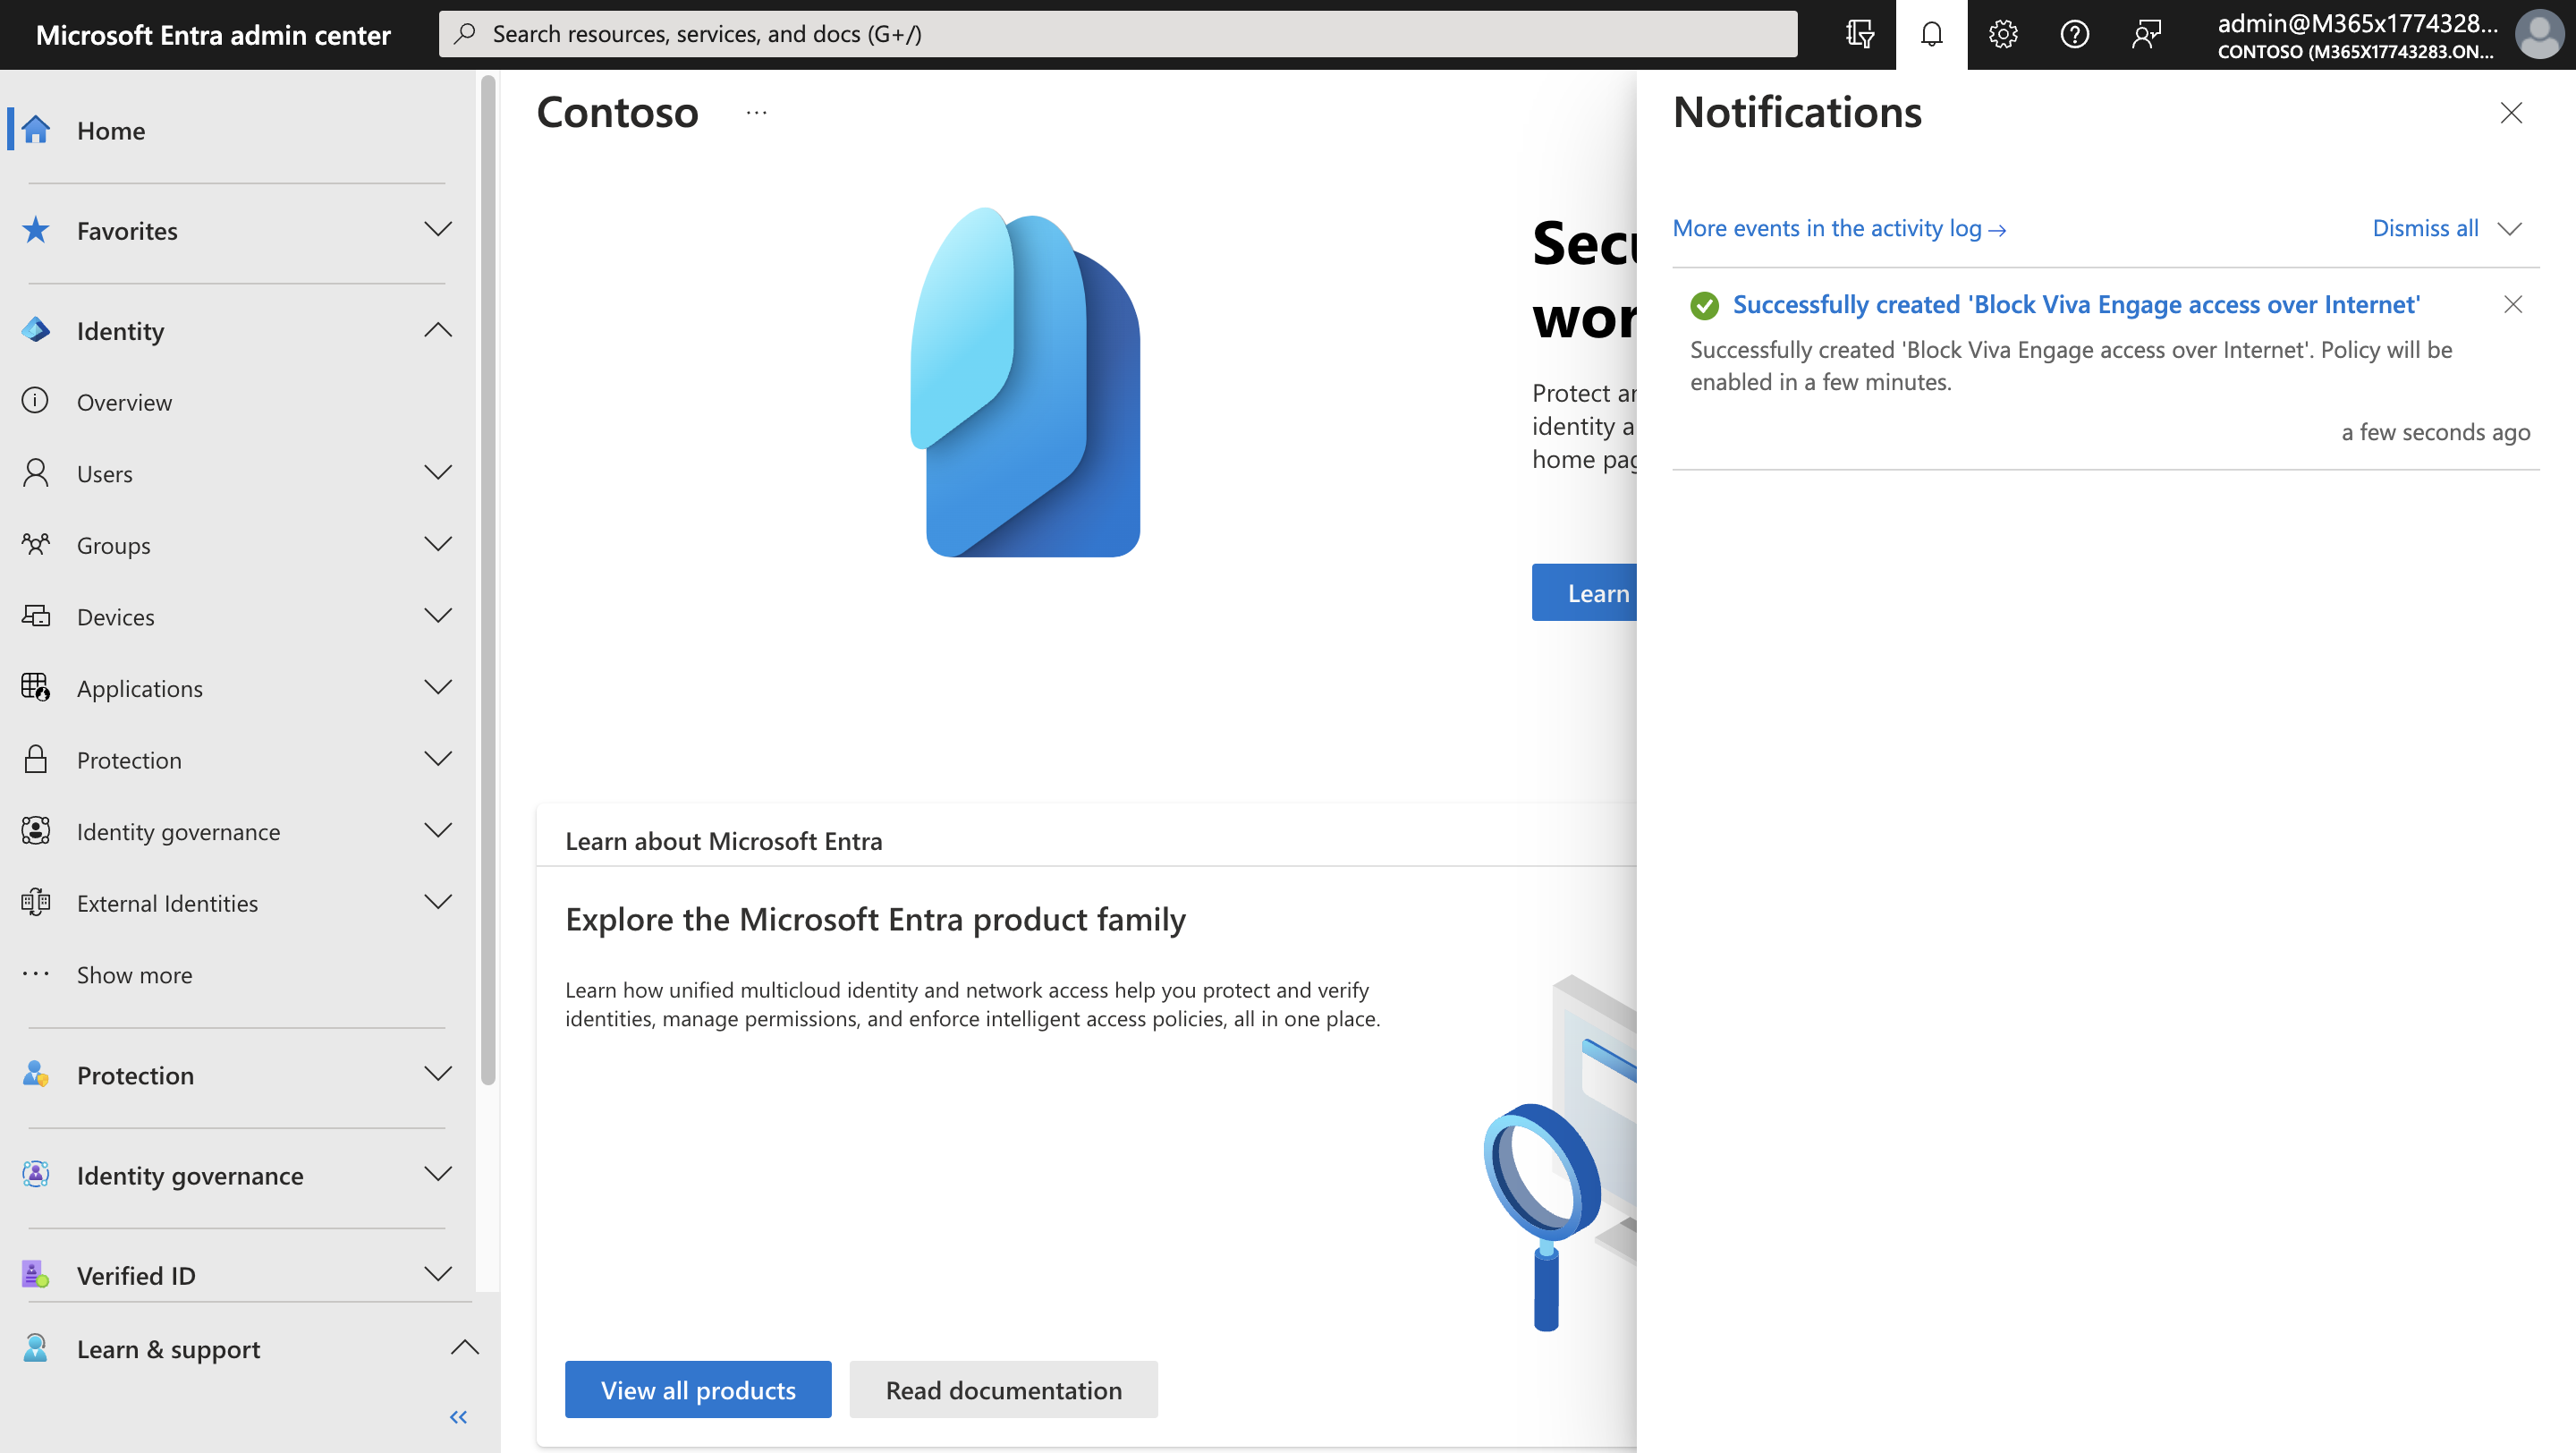 Microsoft Entra admin center
Search resources, services, and docs (G+/)
admin@M365x1774328...
CONTOSO (M365X17743283.ON...
Home
Favorites
Identity
Overview
Users
Groups
Devices
Applications
Protection
Identity governance
External Identities
Show more
Protection
Identity governance
Verified ID
Learn & support
Contoso
Protect
identity
home
Learn
Learn about Microsoft Entra
Explore the Microsoft Entra product family
Learn how unified multicloud identity and network access help you protect and verify
identities, manage permissions, and enforce intelligent access policies, all in one place.
View all products
Read documentation
Notifications
More events in the activity log →
Dismiss all
Successfully created 'Block Viva Engage access over Internet'
Successfully created 'Block Viva Engage access over Internet'. Policy will be
enabled in a few minutes.
a few seconds ago